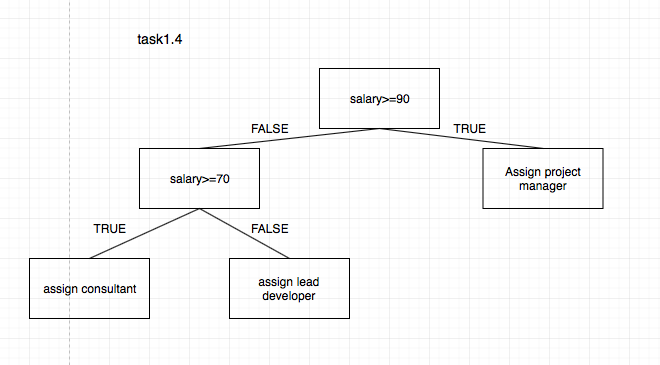 task1.4
salary>=90
FALSE
TRUE
salary>=70
Assign project
manager
TRUE
FALSE
assign consultant
assign lead
developer